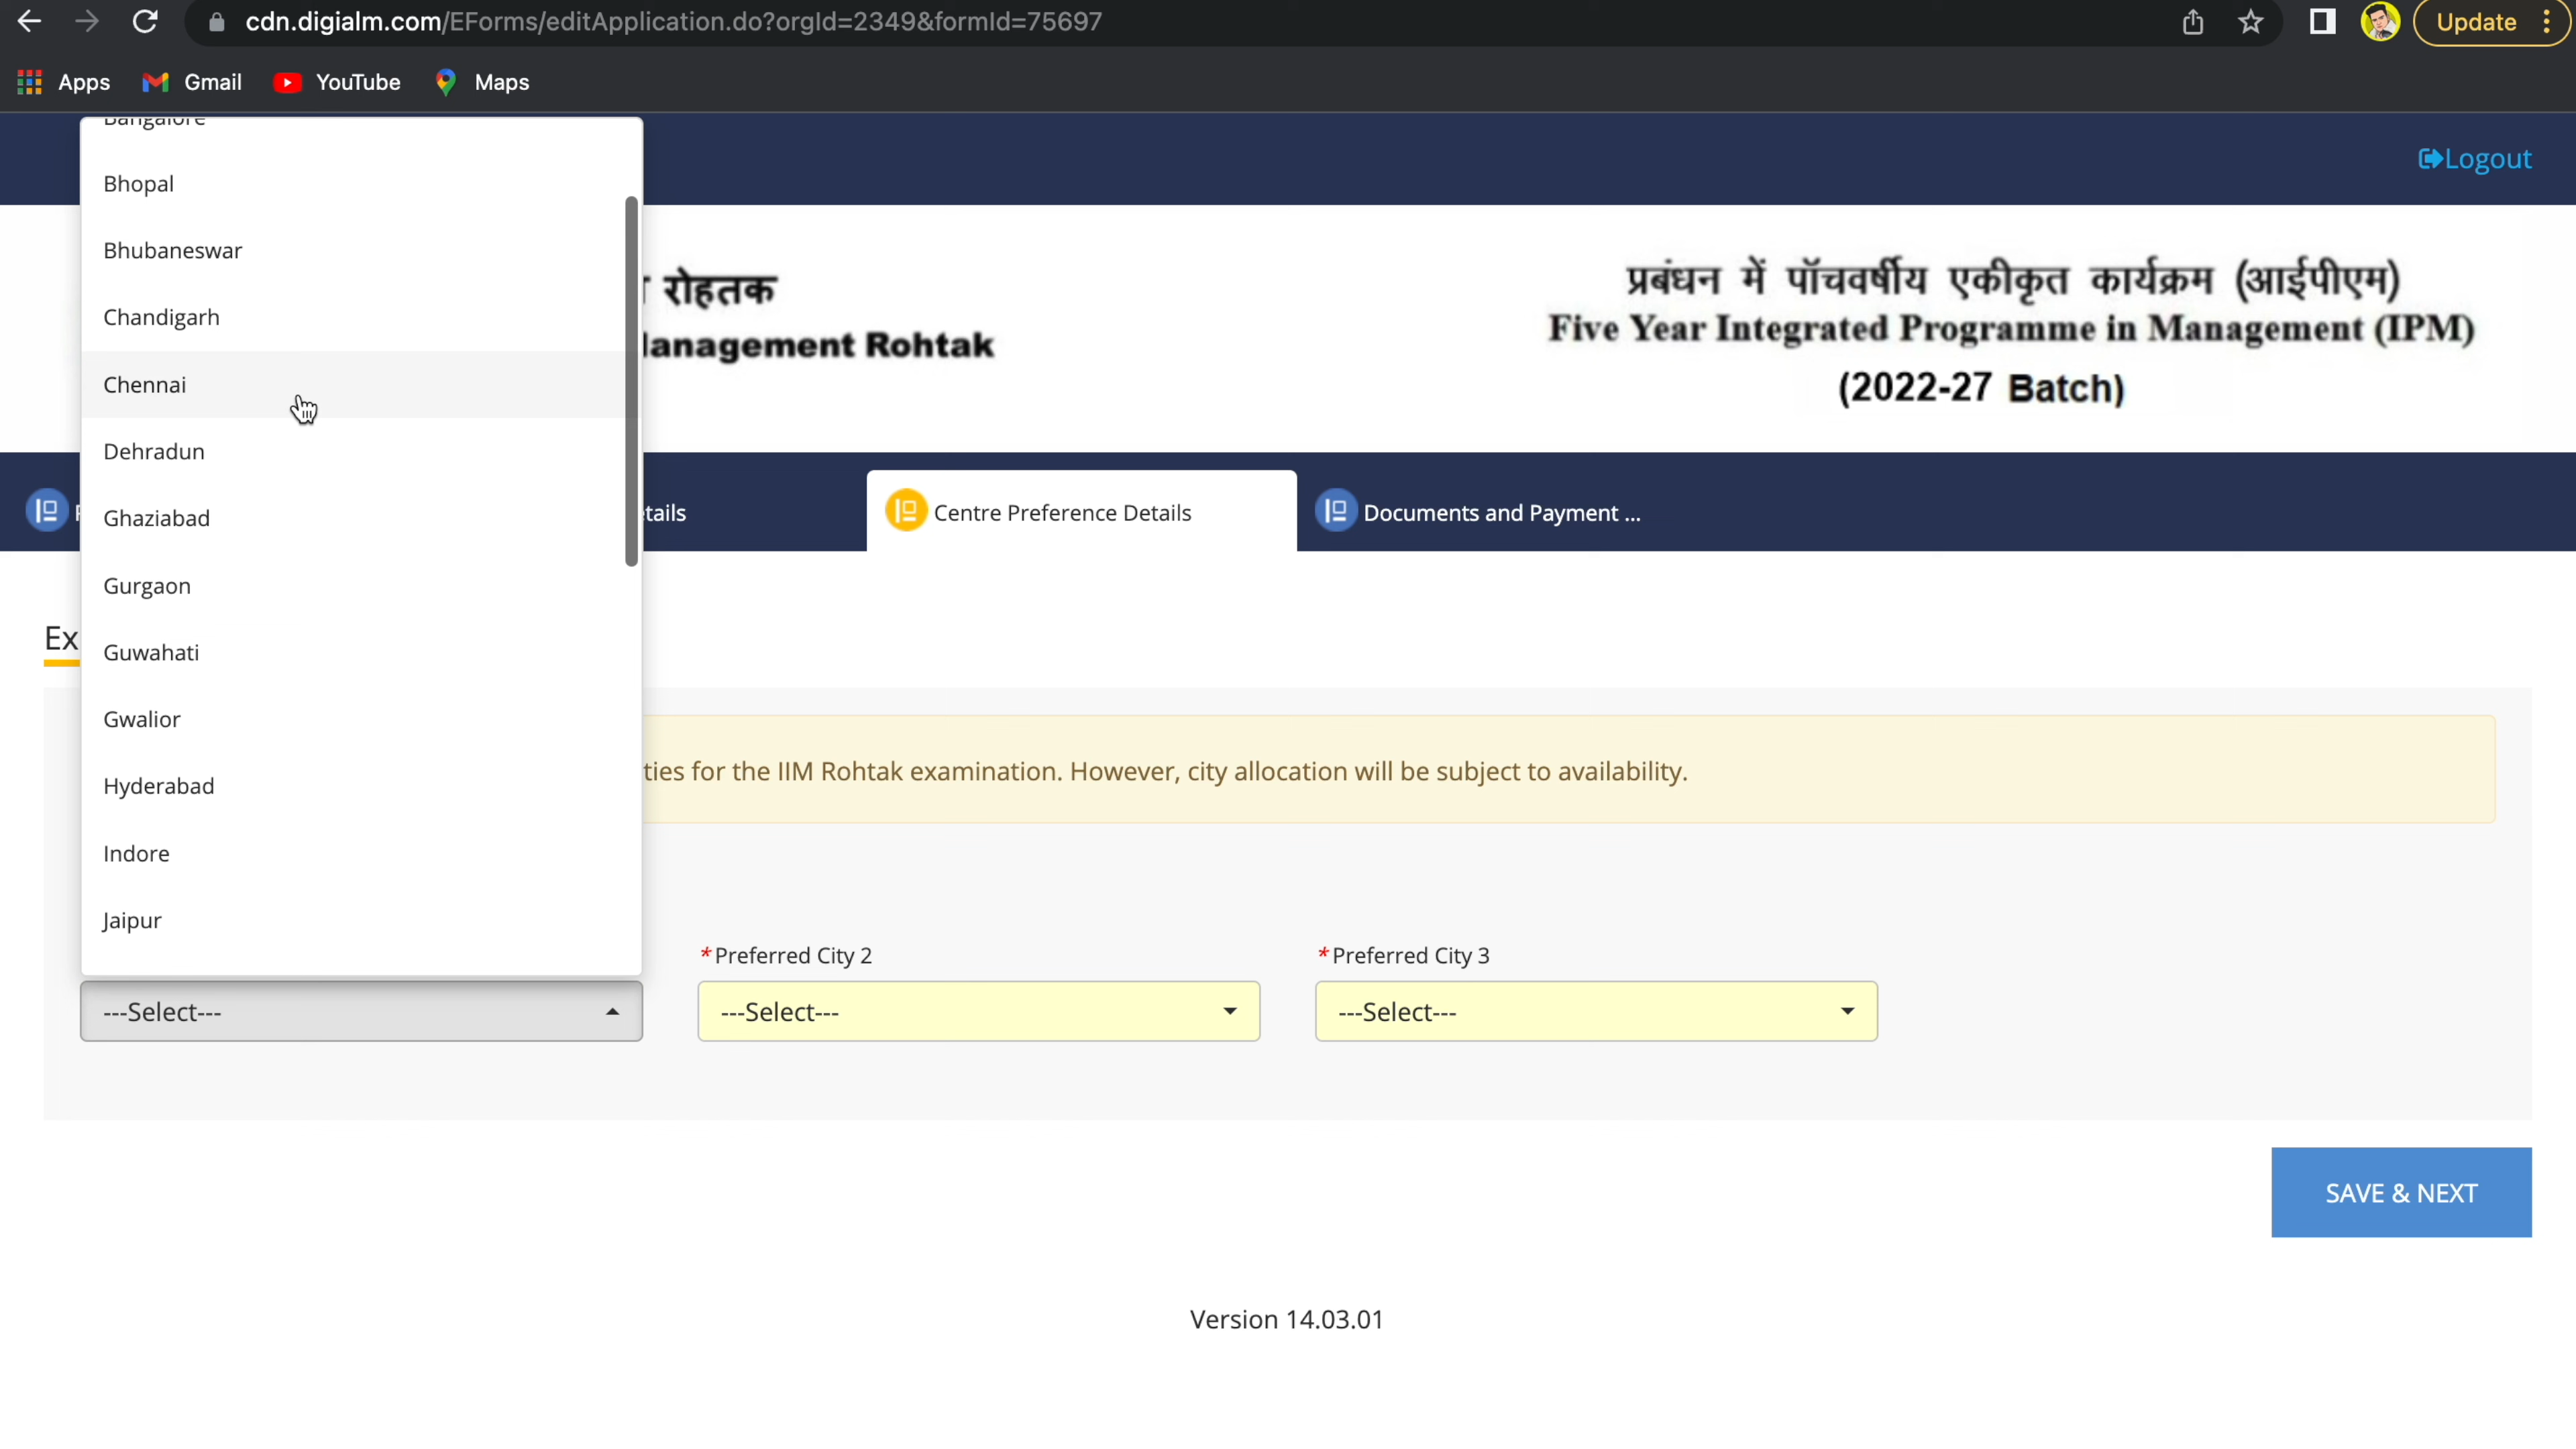 cdn.digialm.com/EForms/editApplication.do?orgId=2349&formId=75697
Update
Apps
Gmail
YouTube
Maps
Bangalore
Bhopal
Bhubaneswar
Chandigarh
Chennai
Dehradun
Ghaziabad
Gurgaon
Guwahati
Gwalior
Hyderabad
Indore
Jaipur
Logout
रोहतक
anagement Rohtak
प्रबंधन में पॉचवर्षीय एकीकृत कार्यक्रम (आईपीएम)
Five Year Integrated Programme in Management (IPM)
(2022-27 Batch)
tails
Centre Preference Details
Documents and Payment ...
Ex
ties for the IIM Rohtak examination. However, city allocation will be subject to availability.
*Preferred City 2
*Preferred City 3
---Select---
---Select---
---Select---
SAVE & NEXT
Version 14.03.01